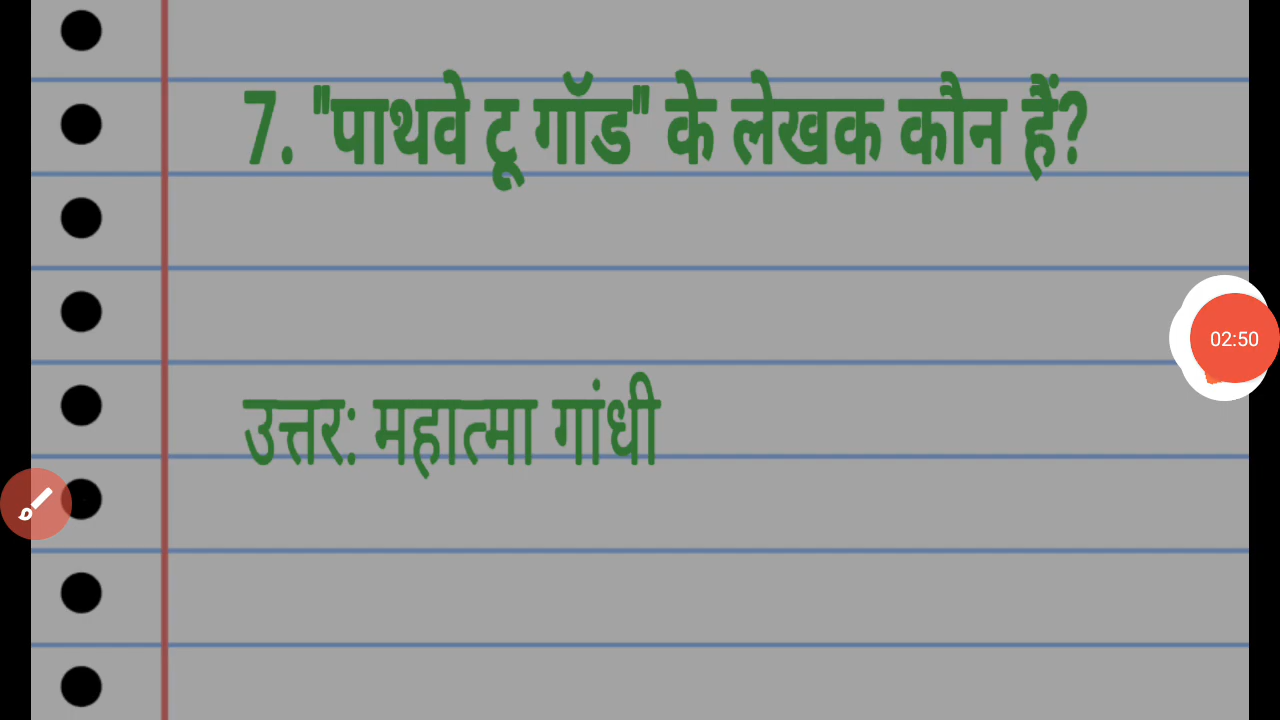 7. "पाथवे टू गॉड" के लेखक कौन हैं?
02:50
उत्तर: महात्मा गांधी